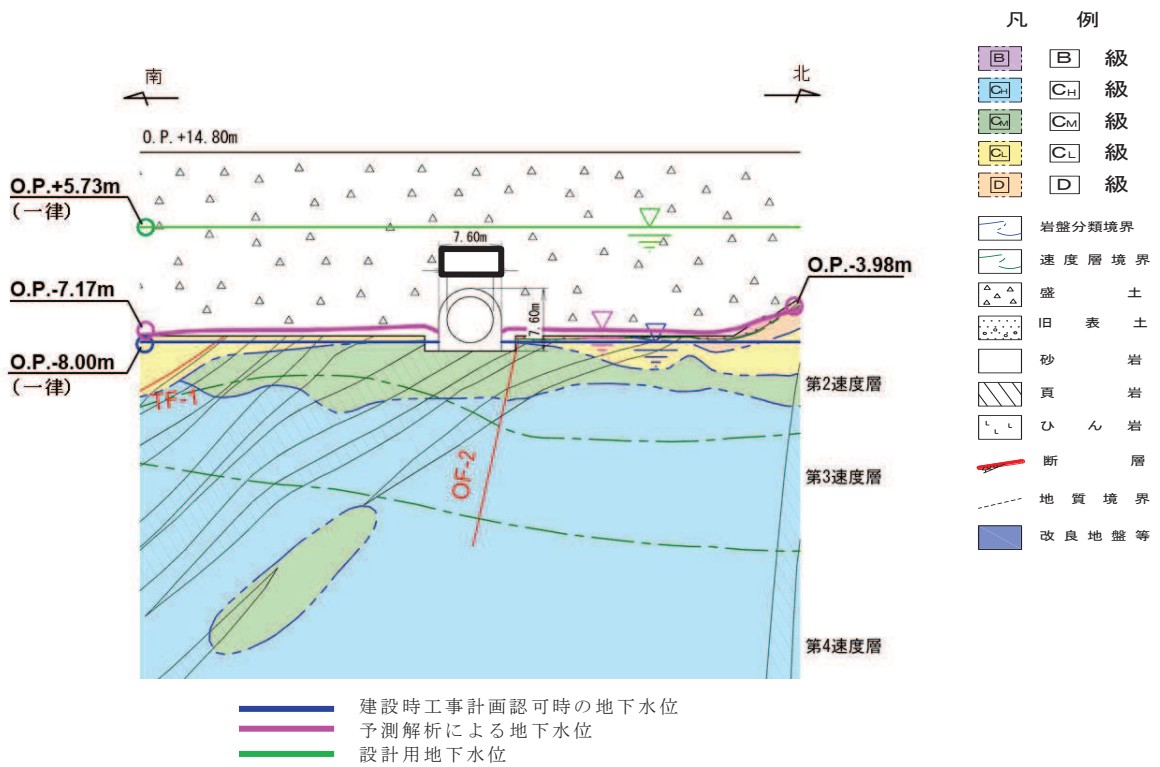 南
北
O.P.+14.80m
O.P.+5.73m
(一律)
7.60m
O.P.-3.98m
O.P.-7.17m
7.60m
O.P.-8.00m
(一律)
TF-1
OF-2
第2速度層
第3速度層
第4速度層
建設時工事計画認可時の地下水位
予測解析による地下水位
設計用地下水位
凡 例
B B 級
CH CH 級
CM CM 級
CL CL 級
D D 級
岩盤分類境界
速度層境界
盛土
旧表土
砂岩
頁岩
ひん岩
断層
地質境界
改良地盤等